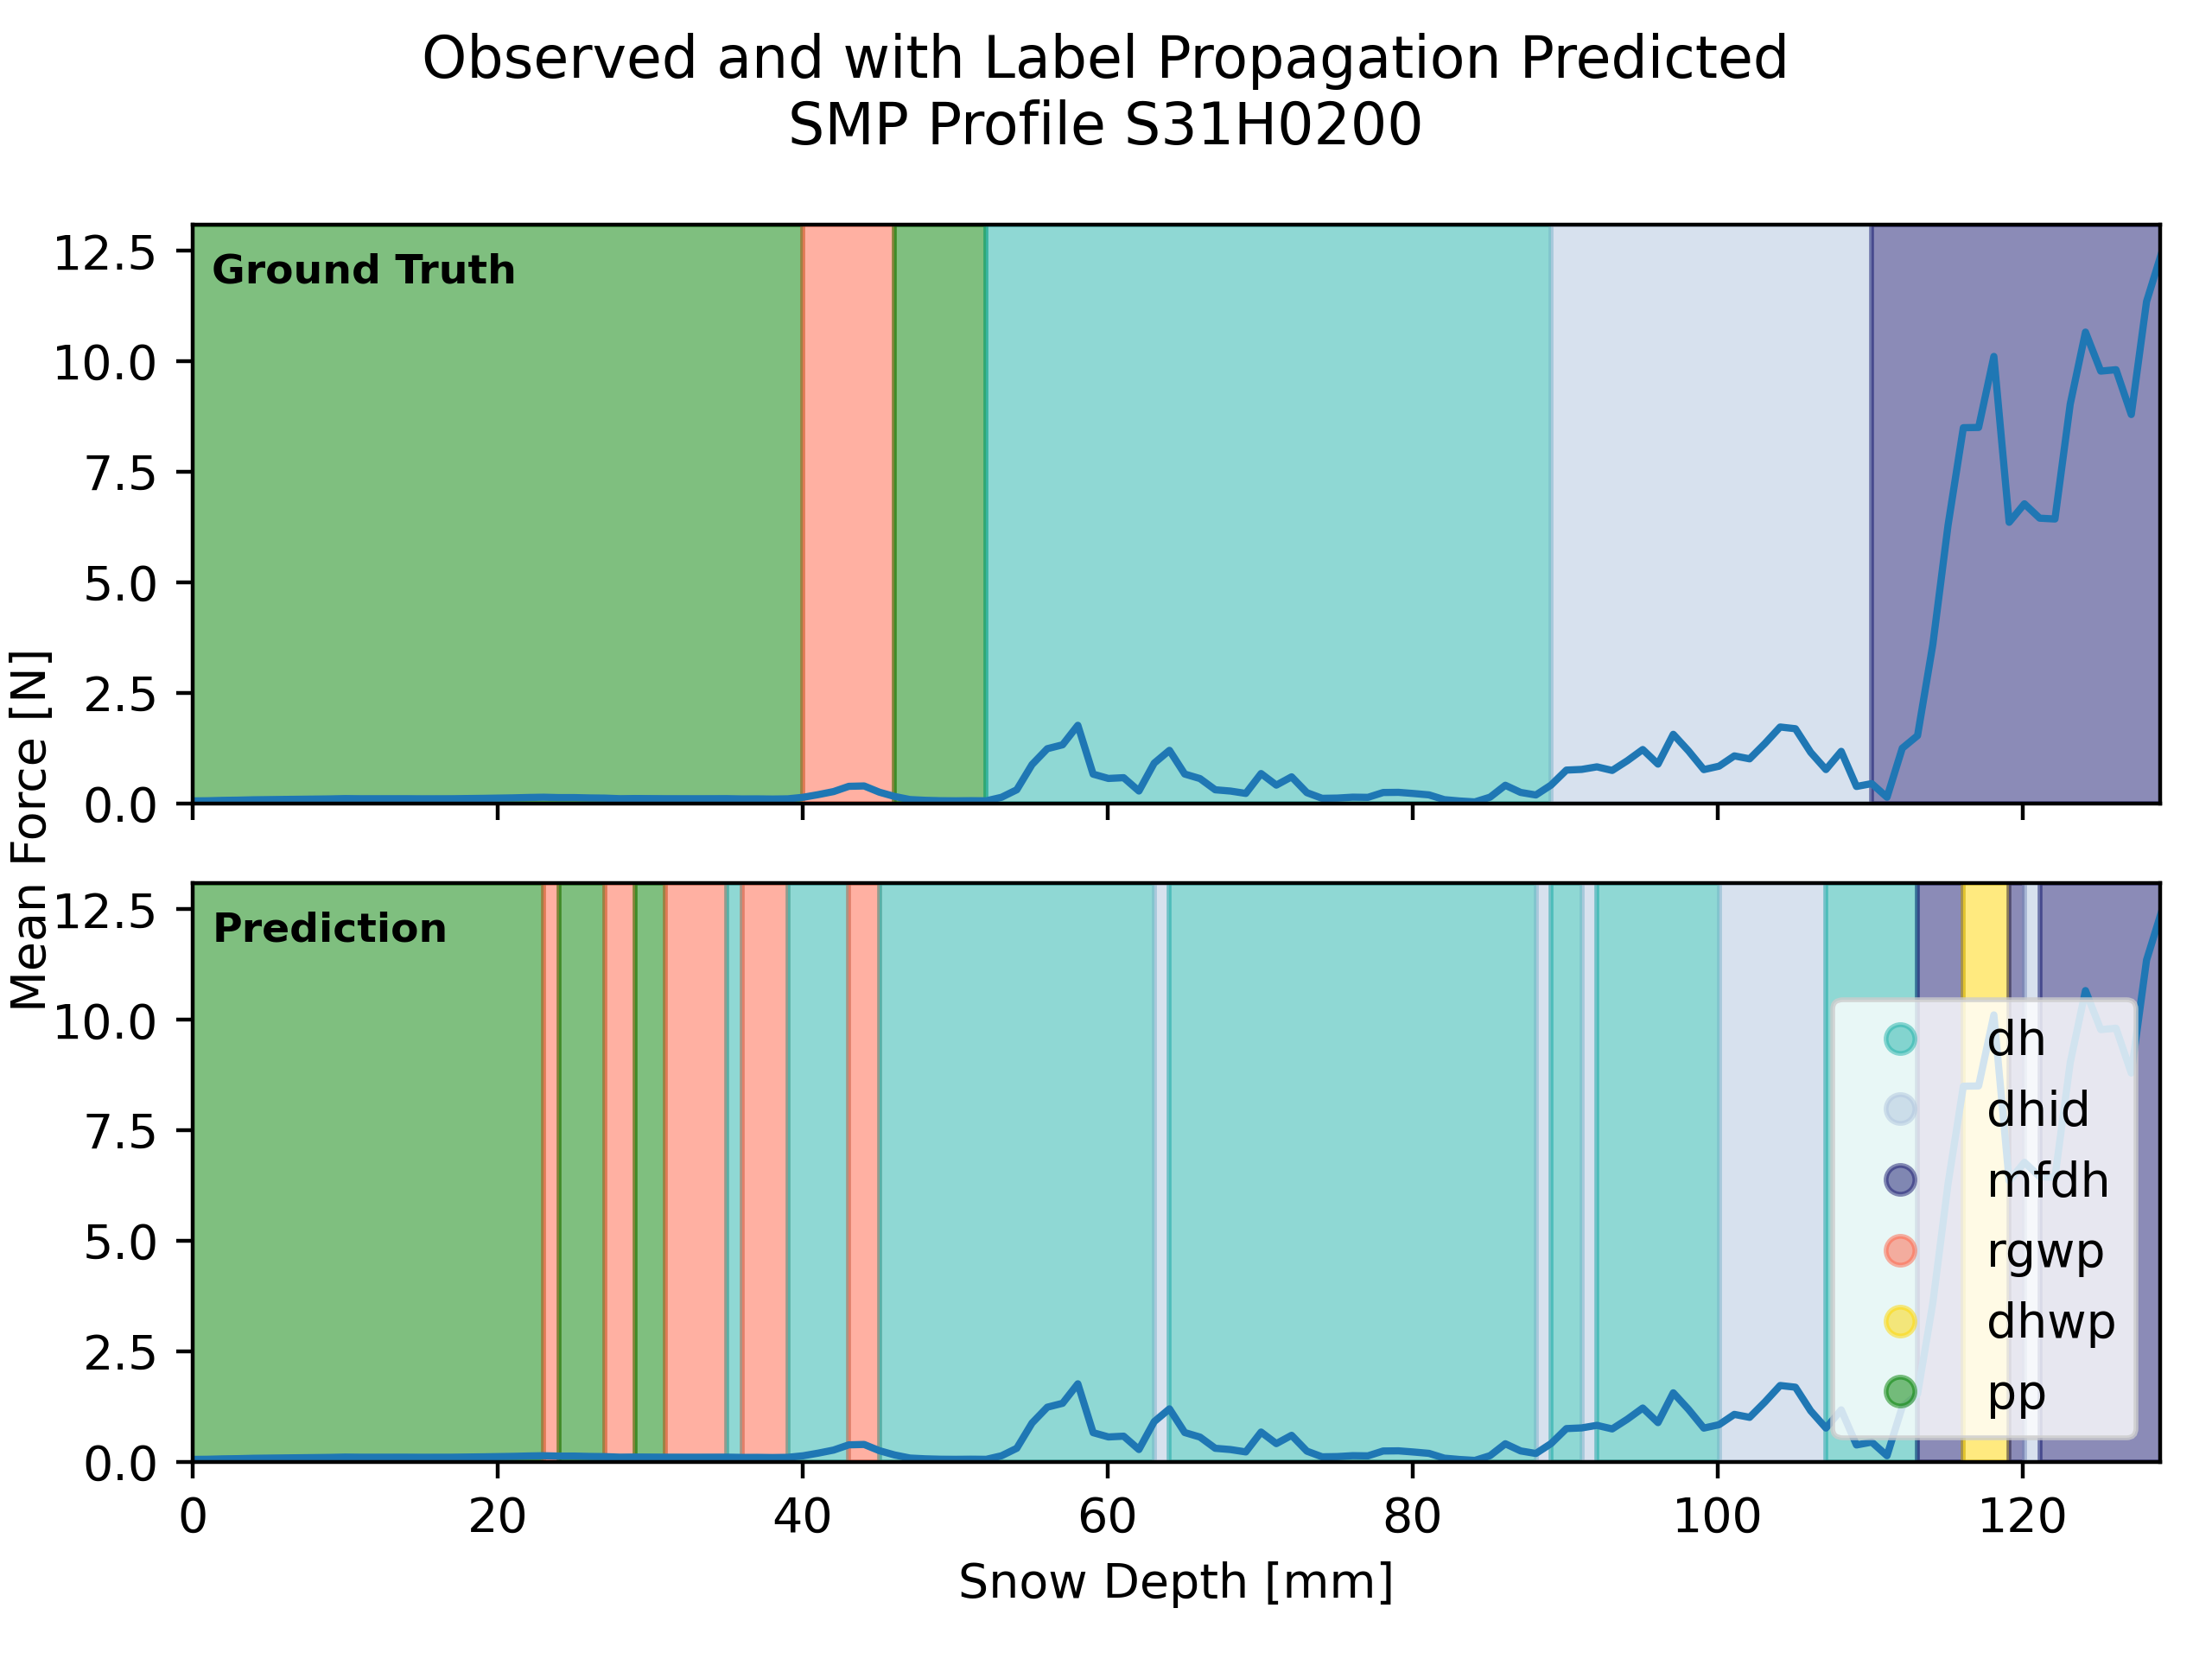 Observed and with Label Propagation Predicted
SMP Profile S31H0200
Mean Force [N]
12.5
10.0
7.5
5.0
2.5
0.0
Ground Truth
12.5
10.0
7.5
5.0
2.5
0.0
Prediction
dh
dhid
mfdh
rgwp
dhwp
pp
0 20 40 60 80 100 120
Snow Depth [mm]